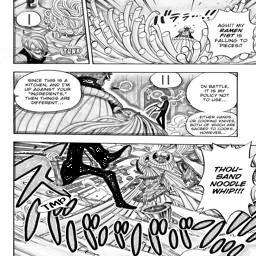 AGH!! MY
RAMEN
FIST IS
FALLING TO
PIECES!!
IN BATTLE,
IT IS MY
POLICY NOT
TO USE...
...EITHER HANDS
OR COOKING KNIVES,
BOTH OF WHICH ARE
SACRED TO COOKS.
HOWEVER...
SINCE THIS IS A
KITCHEN, AND I'M
UP AGAINST YOUR
"INGREDIENTS,"
THEN THINGS ARE
DIFFERENT...
THOU-
SAND
NOODLE
WHIP!!!
TMP